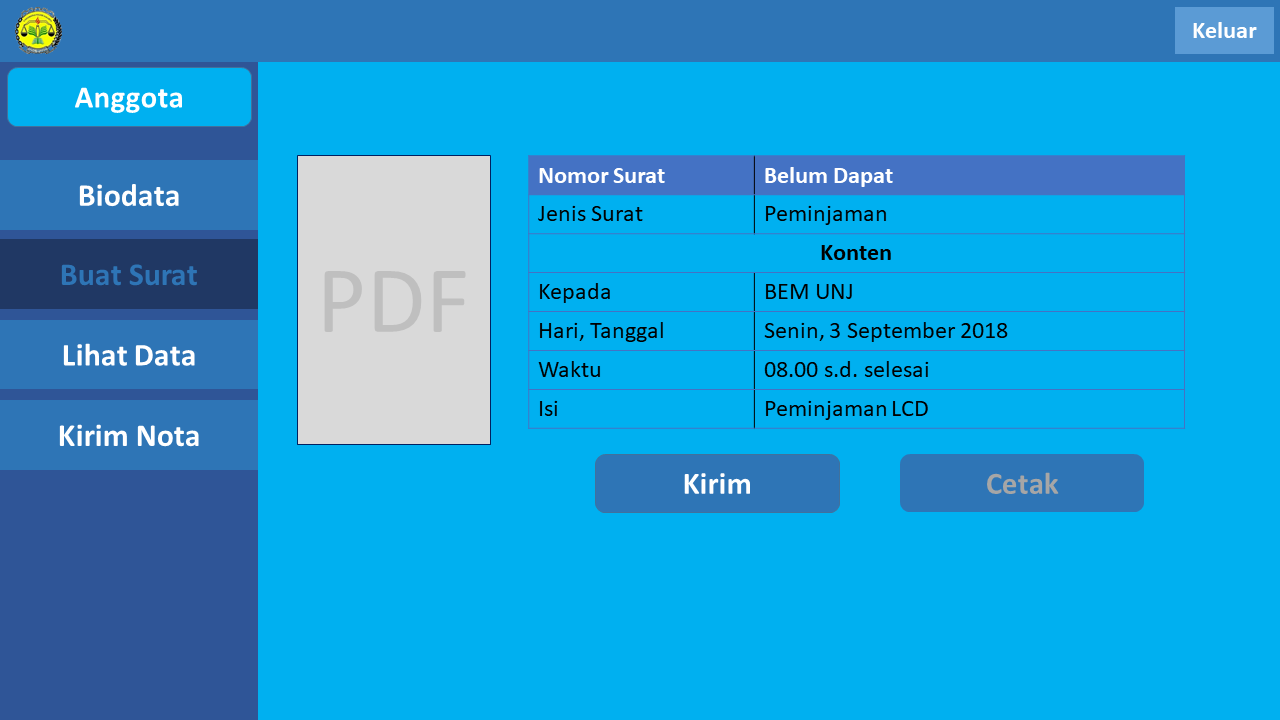 Keluar
Anggota
Biodata
Buat Surat
Lihat Data
Kirim Nota
PDF
Nomor Surat Belum Dapat
Jenis Surat Peminjaman
Konten
Kepada BEM UNJ
Hari, Tanggal Senin, 3 September 2018
Waktu 08.00 s.d. selesai
Isi Peminjaman LCD
Kirim
Cetak